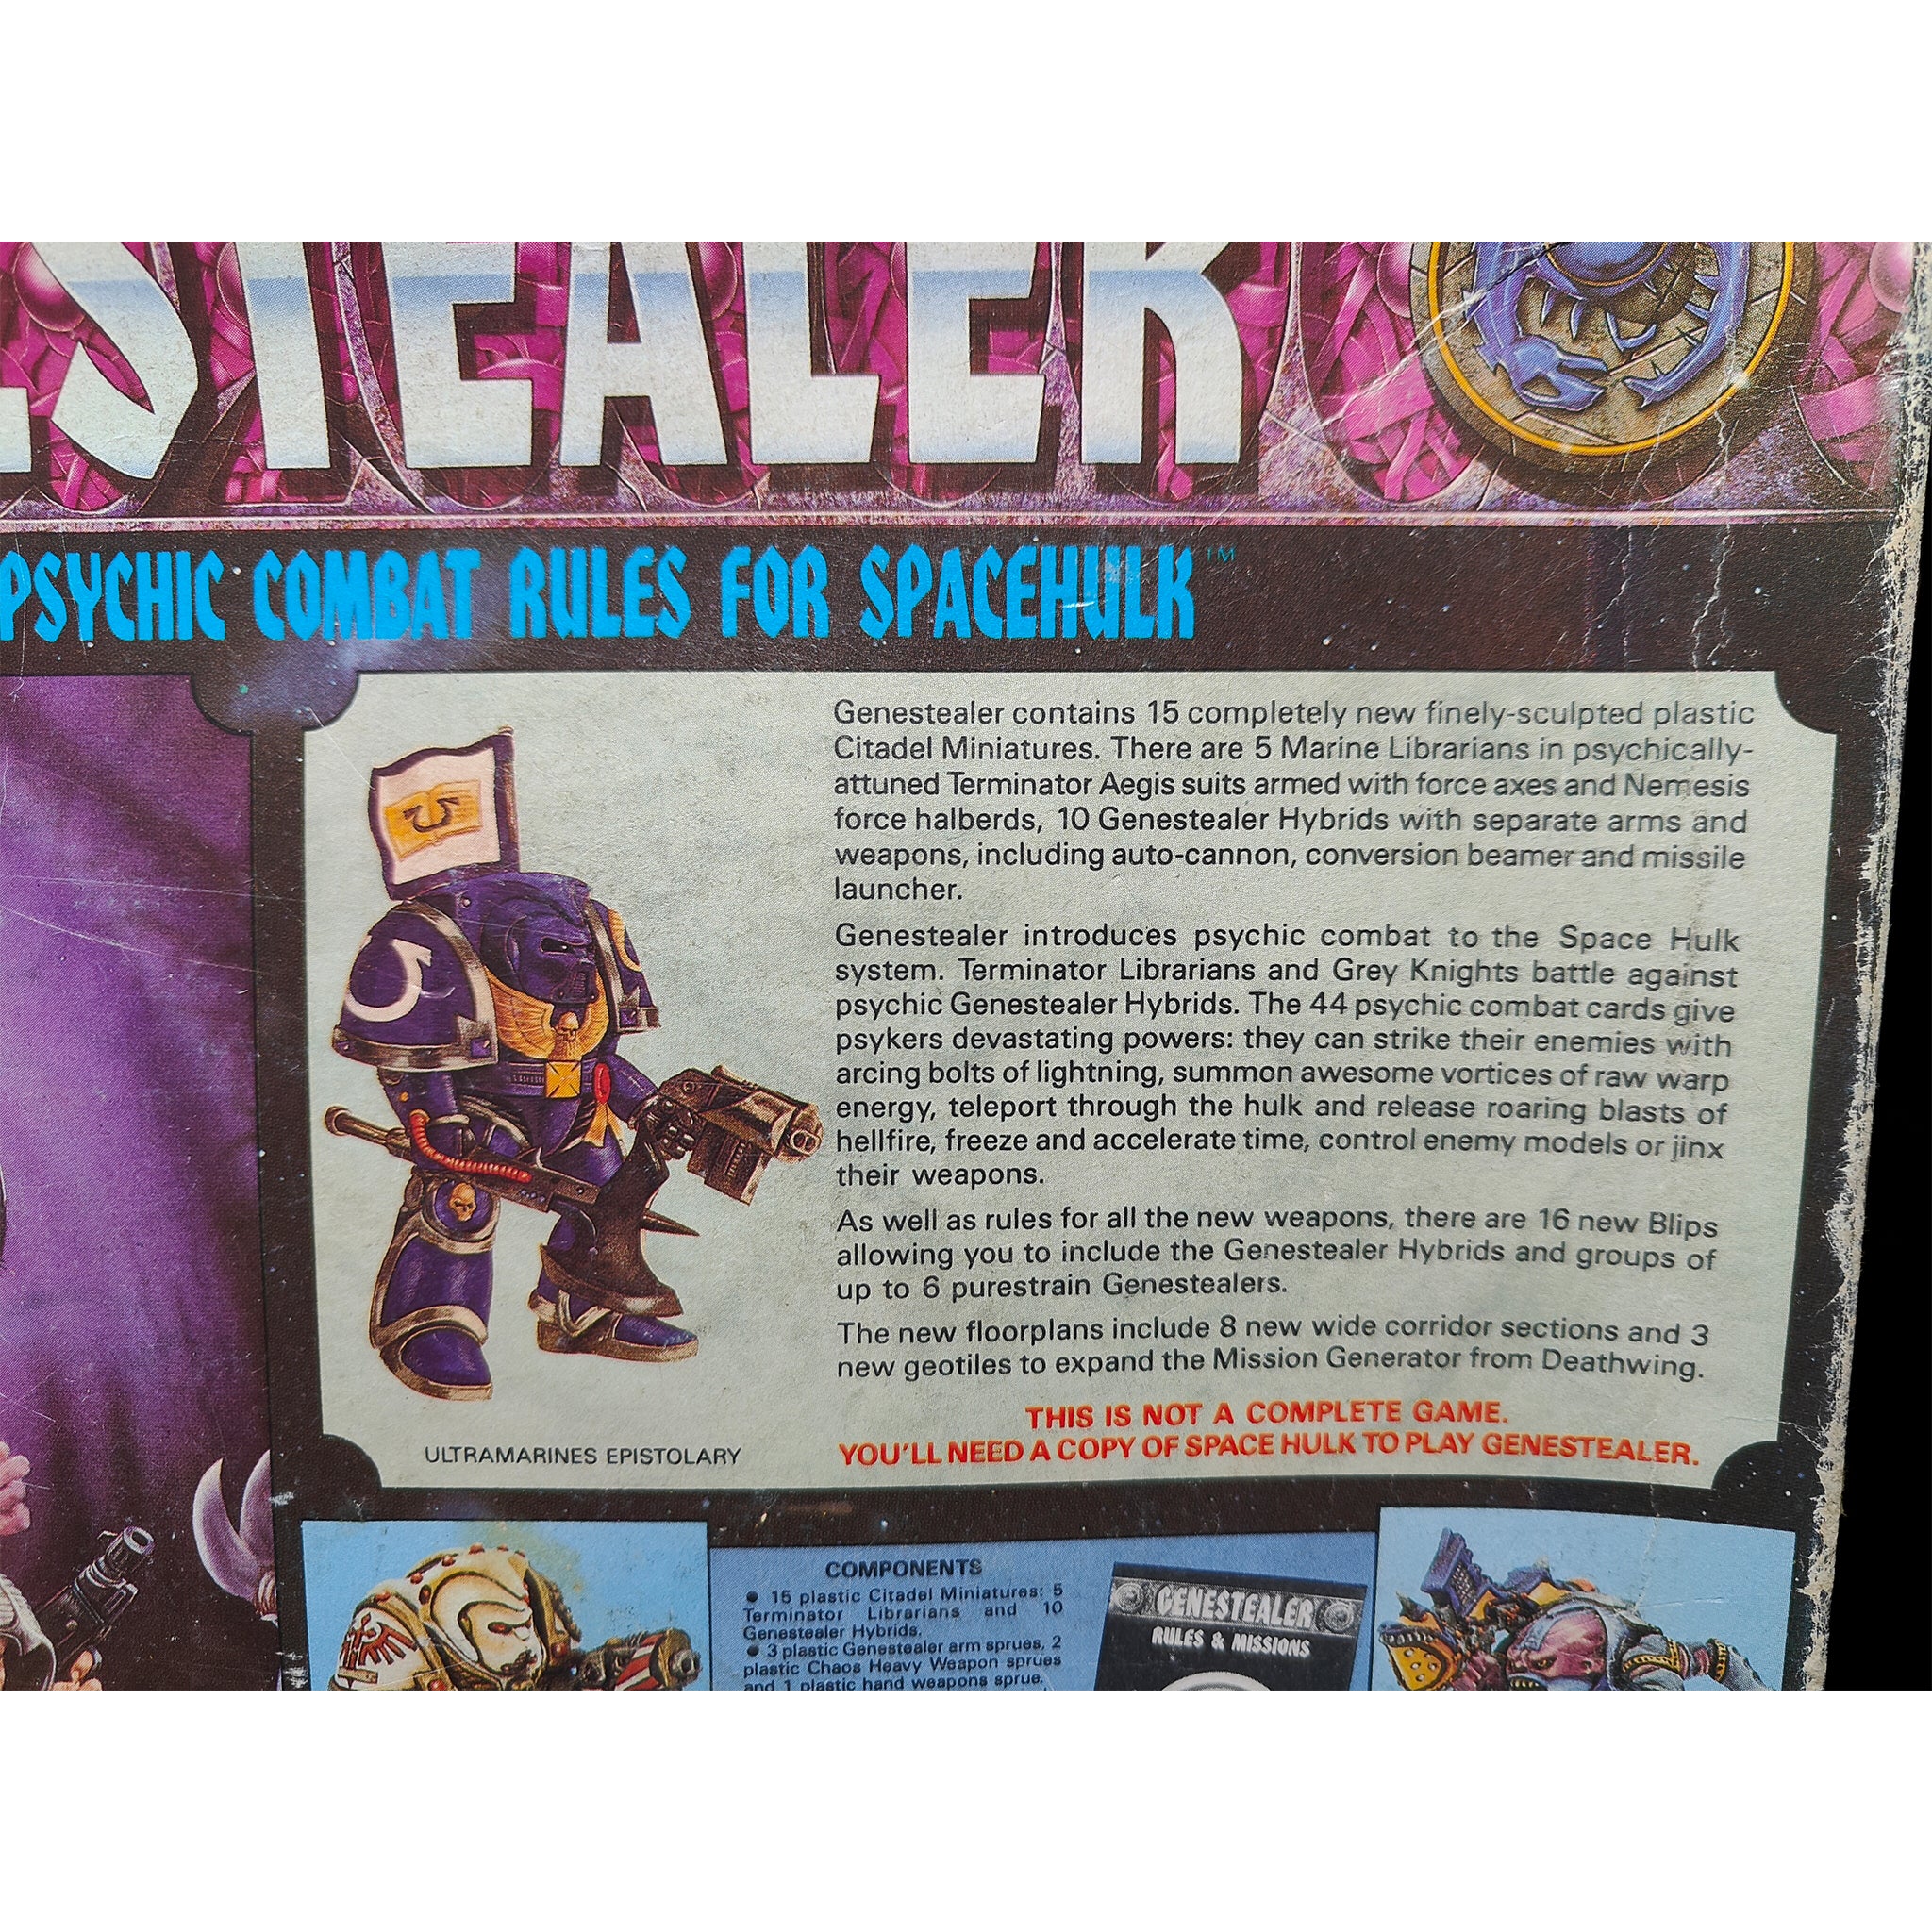 STEALER
PSYCHIC COMBAT RULES FOR SPACEHULK™
Genestealer contains 15 completely new finely-sculpted plastic
Citadel Miniatures. There are 5 Marine Librarians in psychically-
attuned Terminator Aegis suits armed with force axes and Nemesis
force halberds, 10 Genestealer Hybrids with separate arms and
weapons, including auto-cannon, conversion beamer and missile
launcher.
Genestealer introduces psychic combat to the Space Hulk
system. Terminator Librarians and Grey Knights battle against
psychic Genestealer Hybrids. The 44 psychic combat cards give
psykers devastating powers: they can strike their enemies with
arcing bolts of lightning, summon awesome vortices of raw warp
energy, teleport through the hulk and release roaring blasts of
hellfire, freeze and accelerate time, control enemy models or jinx
their weapons.
As well as rules for all the new weapons, there are 16 new Blips
allowing you to include the Genestealer Hybrids and groups of
up to 6 purestrain Genestealers.
The new floorplans include 8 new wide corridor sections and 3
new geotiles to expand the Mission Generator from Deathwing.
THIS IS NOT A COMPLETE GAME.
YOU'LL NEED A COPY OF SPACE HULK TO PLAY GENESTEALER.
ULTRAMARINES EPISTOLARY
COMPONENTS
● 15 plastic Citadel Miniatures: 5
Terminator Librarians and 10
Genestealer Hybrids.
● 3 plastic Genestealer arm sprues, 2
plastic Chaos Heavy Weapon sprues
and 1 plastic hand weapons sprue.
GENESTEALER
RULES & MISSIONS